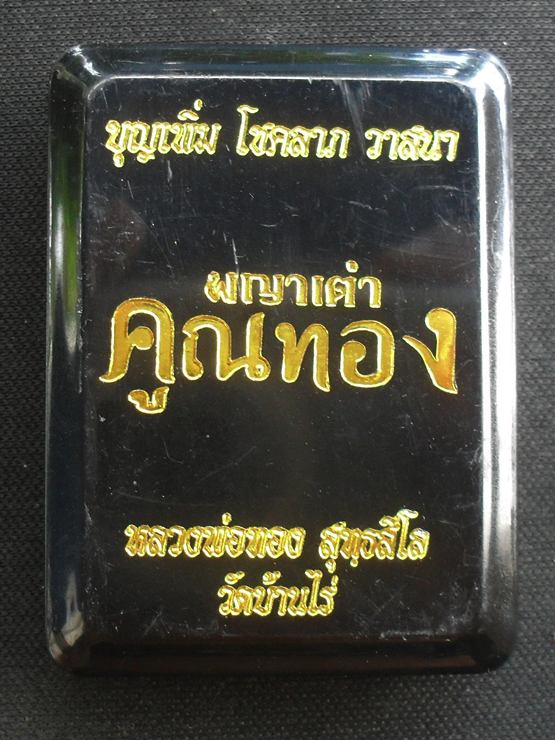 บุญเพิ่ม โชคลาภ วาสนา
พญาเต่า
คูณทอง
หลวงพ่อทอง สุทธสีโล
วัดบ้านไร่